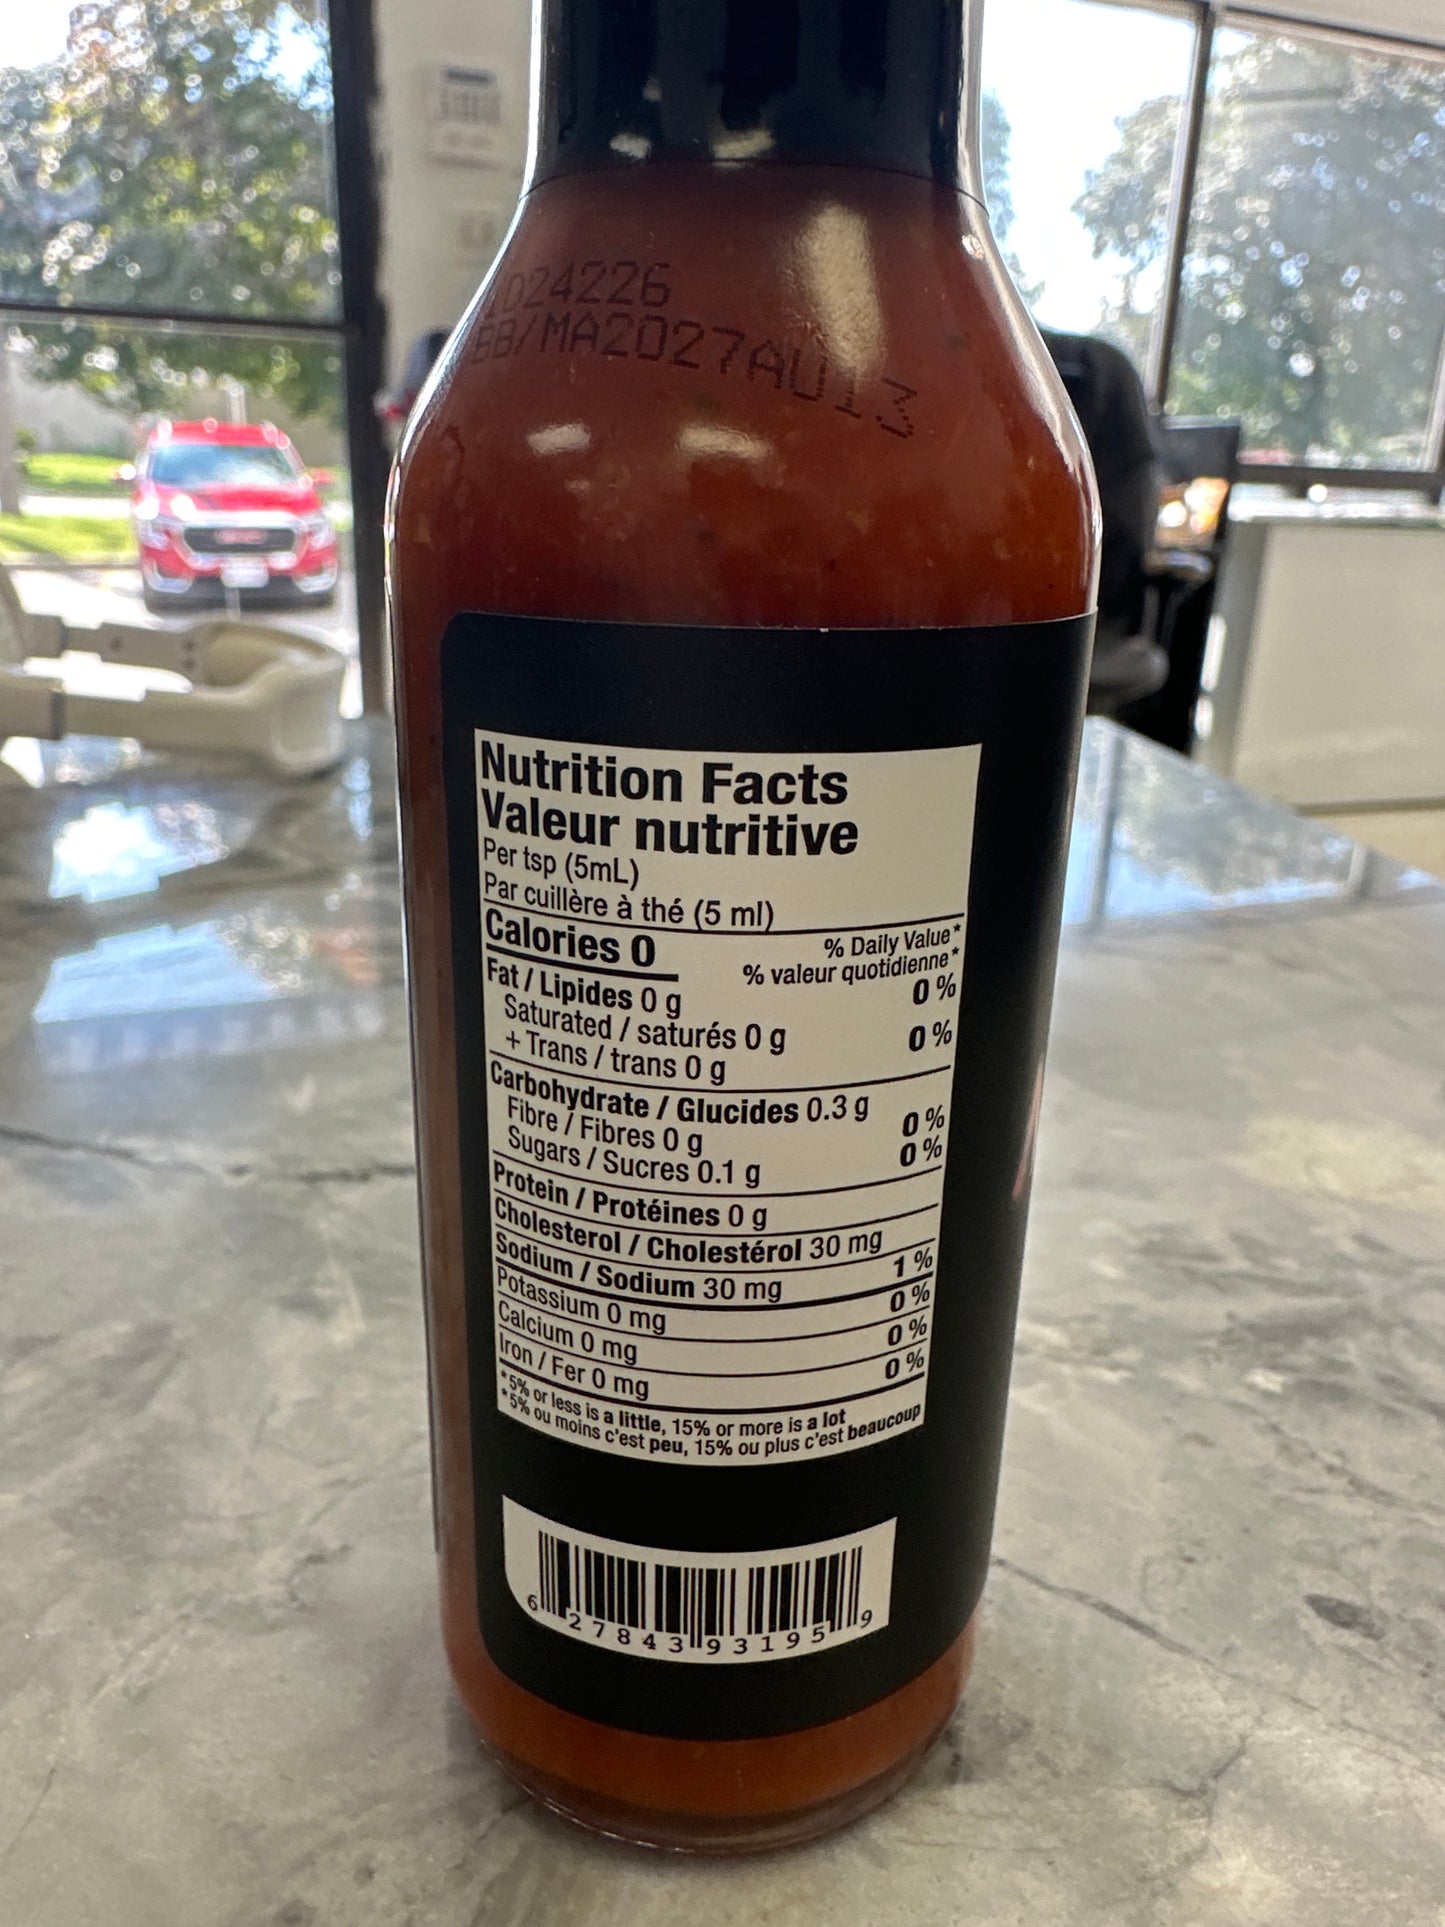 1D24226
BB/MA2027AU13
Nutrition Facts
Valeur nutritive
Per tsp (5mL)
Par cuillère à thé (5 ml)
Calories 0
% Daily Value*
% valeur quotidienne*
Fat / Lipides 0 g 0 %
Saturated / saturés 0 g
+ Trans / trans 0 g 0 %
Carbohydrate / Glucides 0.3 g
Fibre / Fibres 0 g 0 %
Sugars / Sucres 0.1 g 0 %
Protein / Protéines 0 g
Cholesterol / Cholestérol 30 mg
Sodium / Sodium 30 mg 1 %
Potassium 0 mg 0 %
Calcium 0 mg 0 %
Iron / Fer 0 mg 0 %
*5% or less is a little, 15% or more is a lot
*5% ou moins c'est peu, 15% ou plus c'est beaucoup
6 27843 93195 9